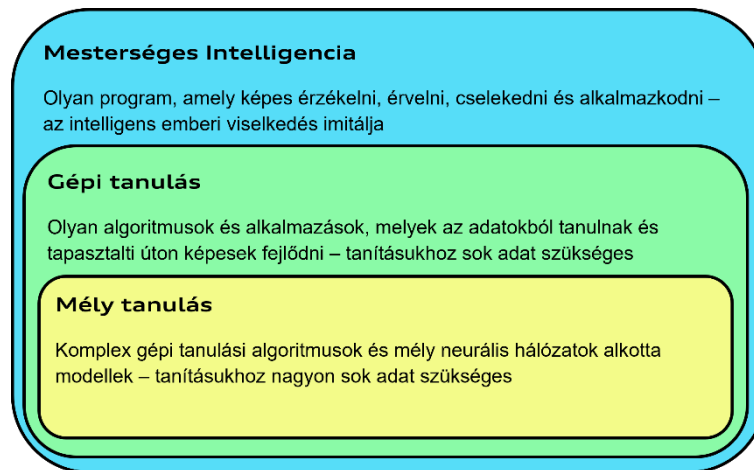 Mesterséges Intelligencia
Olyan program, amely képes érzékelni, érvelni, cselekedni és alkalmazkodni –
az intelligens emberi viselkedés imitálja
Gépi tanulás
Olyan algoritmusok és alkalmazások, melyek az adatokból tanulnak és
tapasztalti úton képesek fejlődni – tanításukhoz sok adat szükséges
Mély tanulás
Komplex gépi tanulási algoritmusok és mély neurális hálózatok alkotta
modellek – tanításukhoz nagyon sok adat szükséges